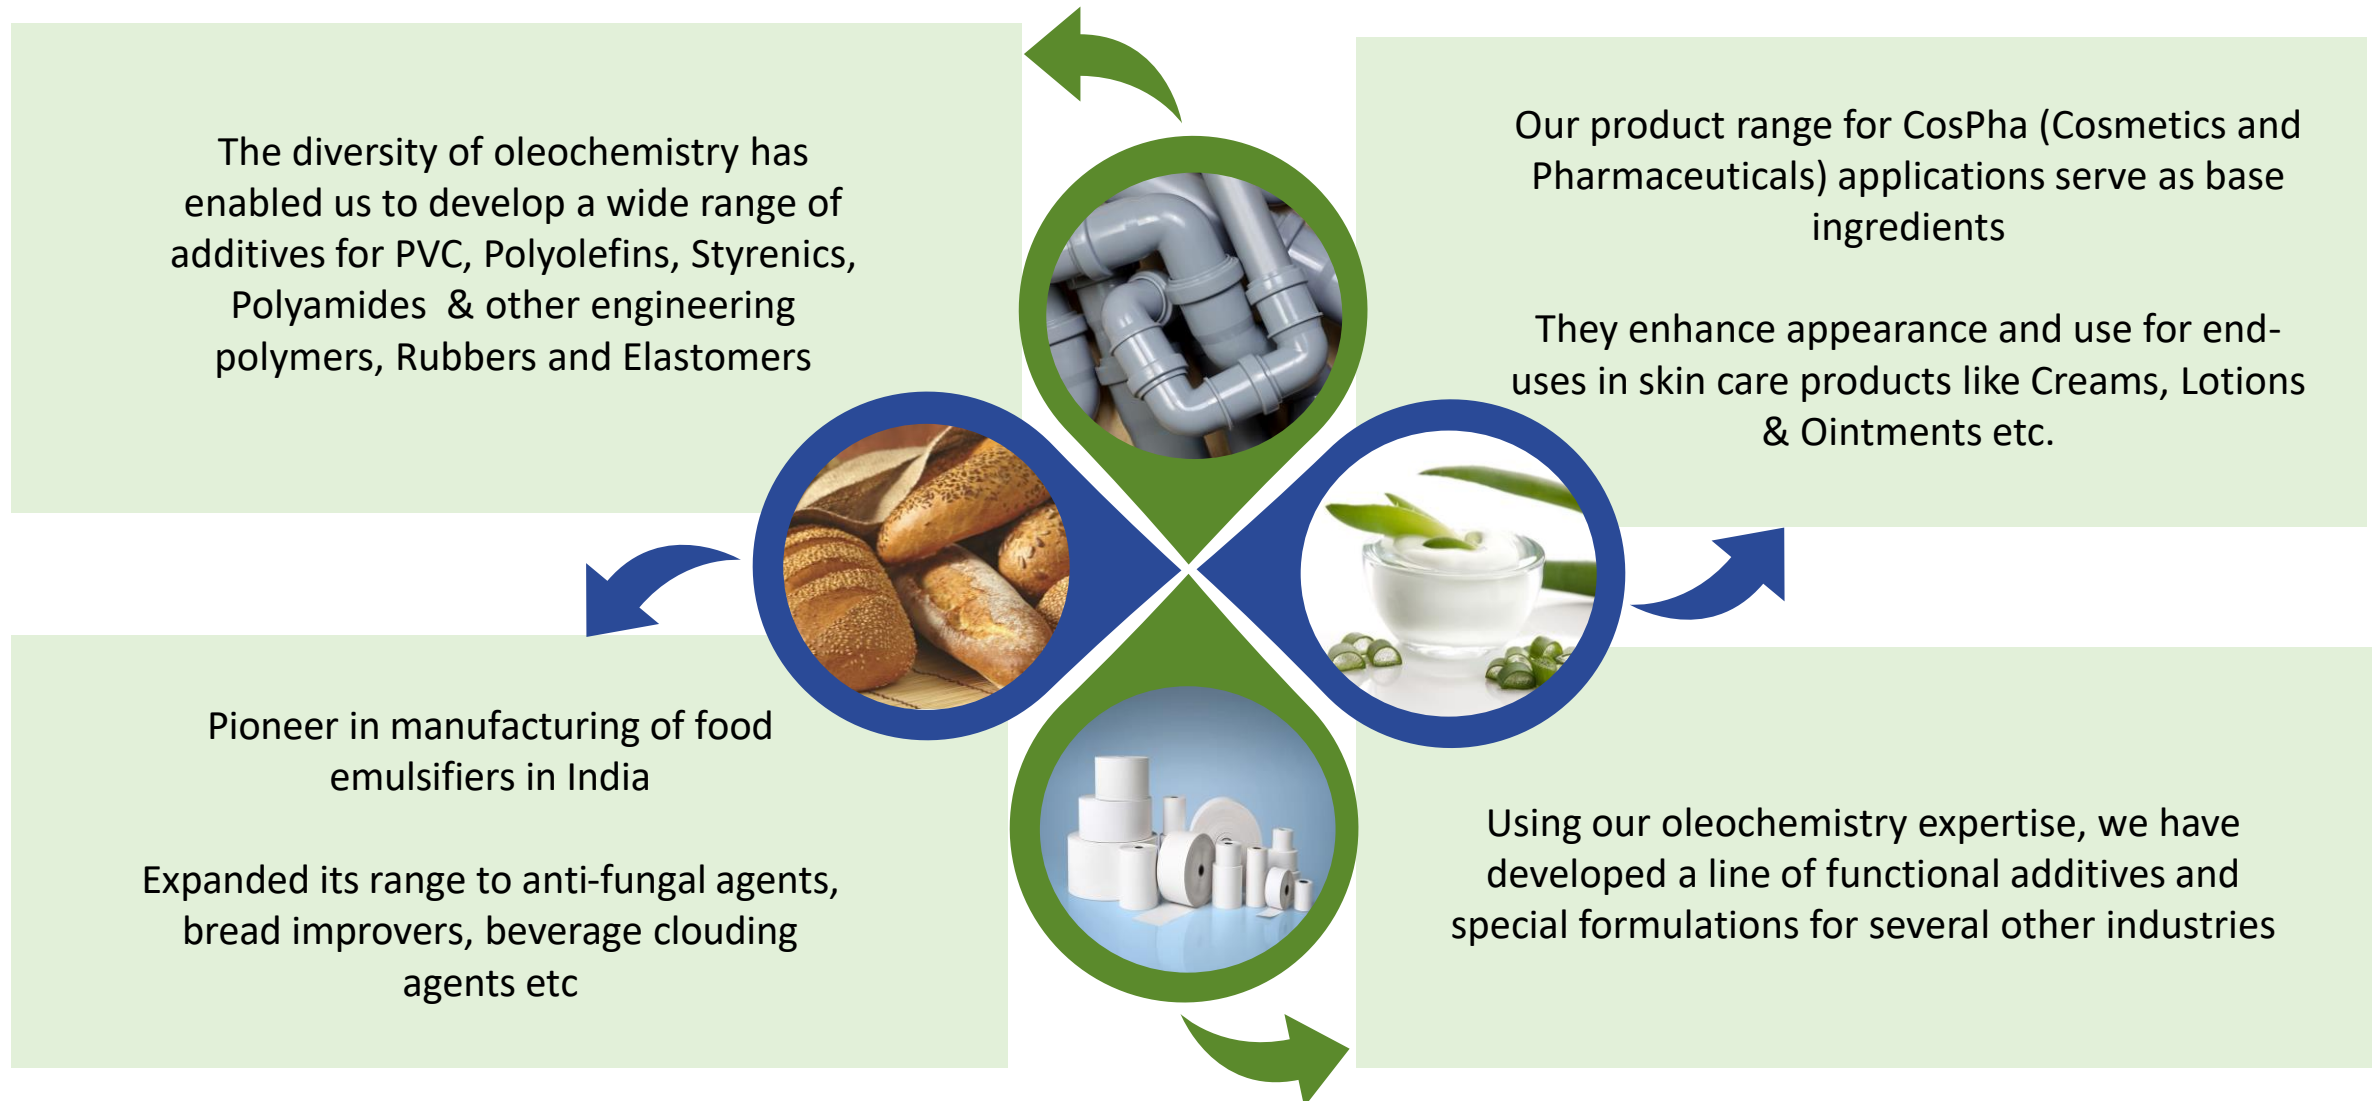 The diversity of oleochemistry has
enabled us to develop a wide range of
additives for PVC, Polyolefins, Styrenics,
Polyamides  & other engineering
polymers, Rubbers and Elastomers
Our product range for CosPha (Cosmetics and
Pharmaceuticals) applications serve as base
ingredients
They enhance appearance and use for end-
uses in skin care products like Creams, Lotions
& Ointments etc.
Pioneer in manufacturing of food
emulsifiers in India
Expanded its range to anti-fungal agents,
bread improvers, beverage clouding
agents etc
Using our oleochemistry expertise, we have
developed a line of functional additives and
special formulations for several other industries